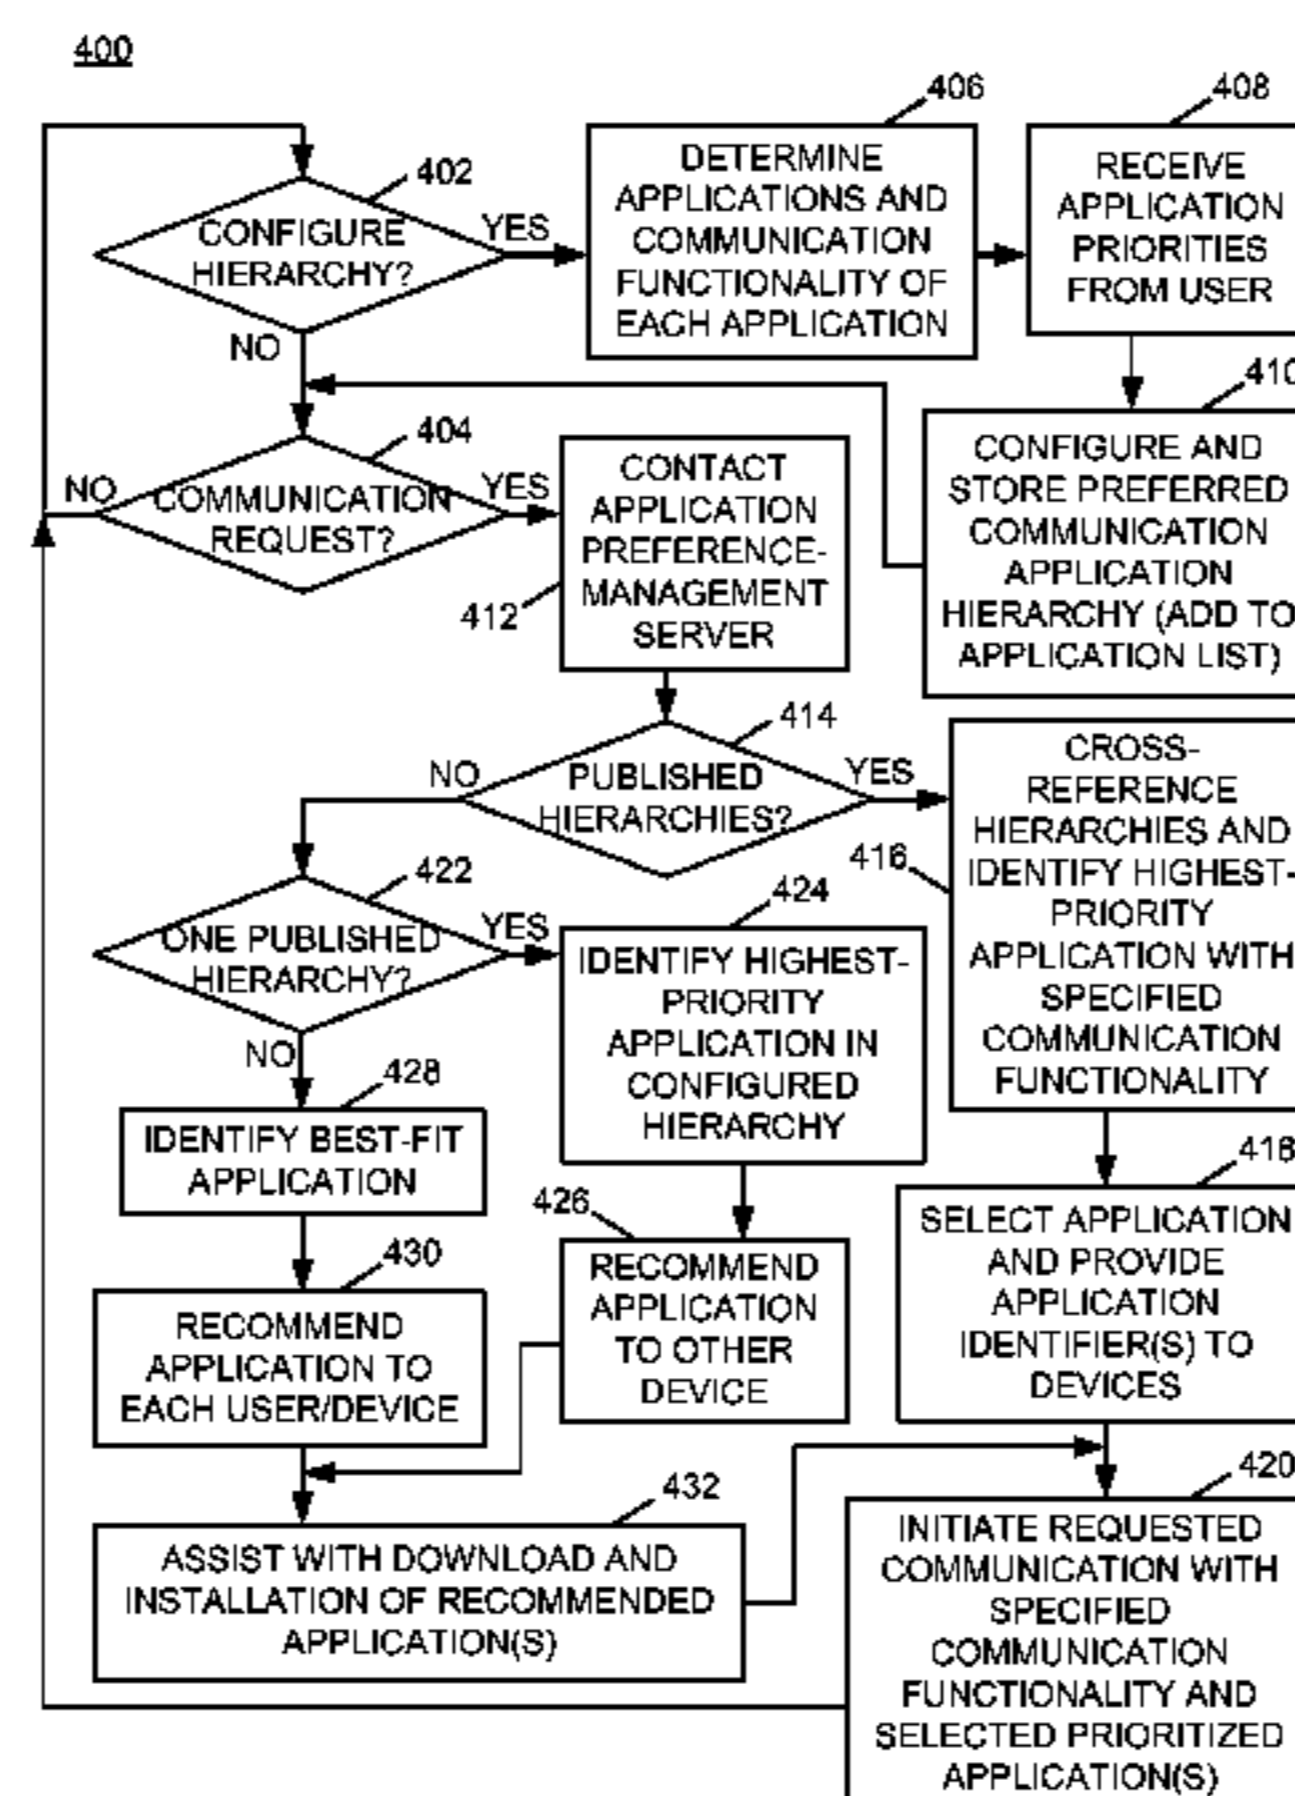 400
402
CONFIGURE
HIERARCHY?
YES
NO
406
DETERMINE
APPLICATIONS AND
COMMUNICATION
FUNCTIONALITY OF
EACH APPLICATION
408
RECEIVE
APPLICATION
PRIORITIES
FROM USER
410
CONFIGURE AND
STORE PREFERRED
COMMUNICATION
APPLICATION
HIERARCHY (ADD TO
APPLICATION LIST)
404
NO
COMMUNICATION
REQUEST?
YES
412
CONTACT
APPLICATION
PREFERENCE-
MANAGEMENT
SERVER
414
NO
PUBLISHED
HIERARCHIES?
YES
416
CROSS-
REFERENCE
HIERARCHIES AND
IDENTIFY HIGHEST-
PRIORITY
APPLICATION WITH
SPECIFIED
COMMUNICATION
FUNCTIONALITY
422
ONE PUBLISHED
HIERARCHY?
YES
NO
424
IDENTIFY HIGHEST-
PRIORITY
APPLICATION IN
CONFIGURED
HIERARCHY
428
IDENTIFY BEST-FIT
APPLICATION
418
SELECT APPLICATION
AND PROVIDE
APPLICATION
IDENTIFIER(S) TO
DEVICES
426
RECOMMEND
APPLICATION
TO OTHER
DEVICE
430
RECOMMEND
APPLICATION TO
EACH USER/DEVICE
432
ASSIST WITH DOWNLOAD AND
INSTALLATION OF RECOMMENDED
APPLICATION(S)
420
INITIATE REQUESTED
COMMUNICATION WITH
SPECIFIED
COMMUNICATION
FUNCTIONALITY AND
SELECTED PRIORITIZED
APPLICATION(S)